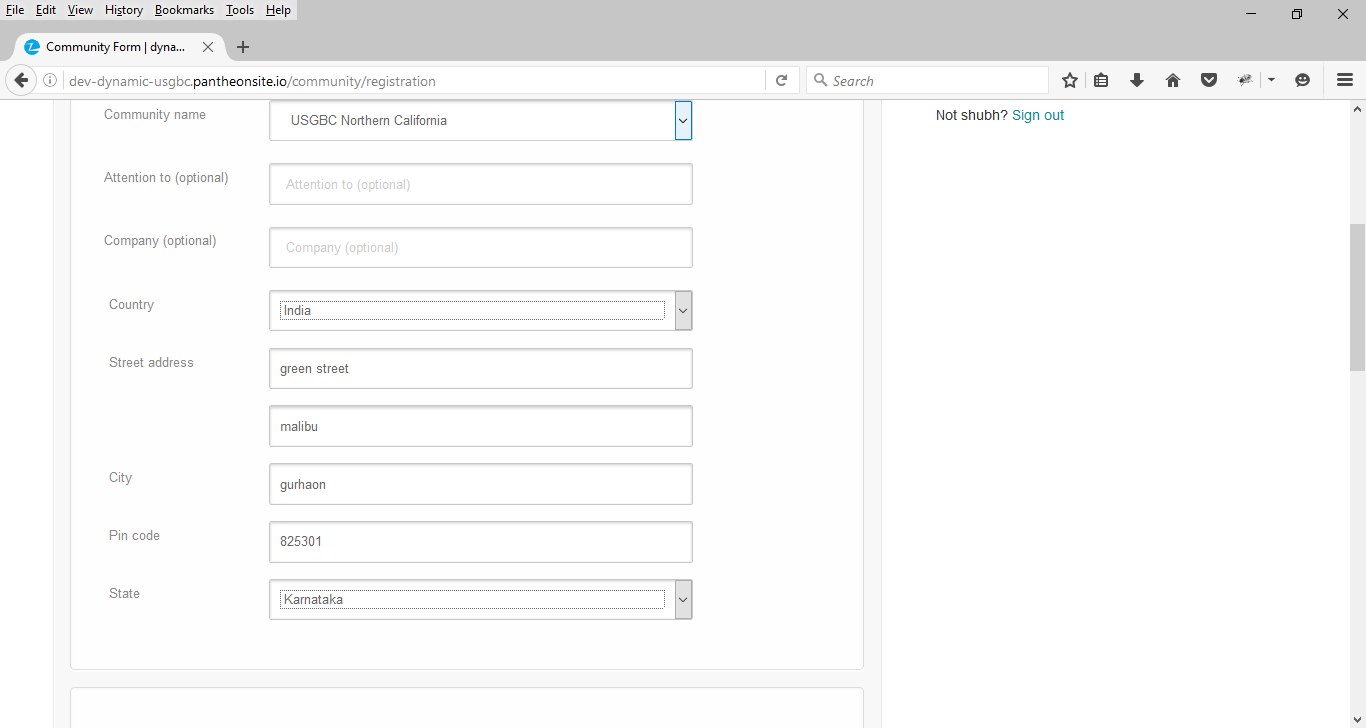 File Edit View History Bookmarks Tools Help
Community Form | dyna...
dev-dynamic-usgbc.pantheonsite.io/community/registration
Search
Community name
USGBC Northern California
Not shubh? Sign out
Attention to (optional)
Attention to (optional)
Company (optional)
Company (optional)
Country
India
Street address
green street
malibu
City
gurhaon
Pin code
825301
State
Karnataka